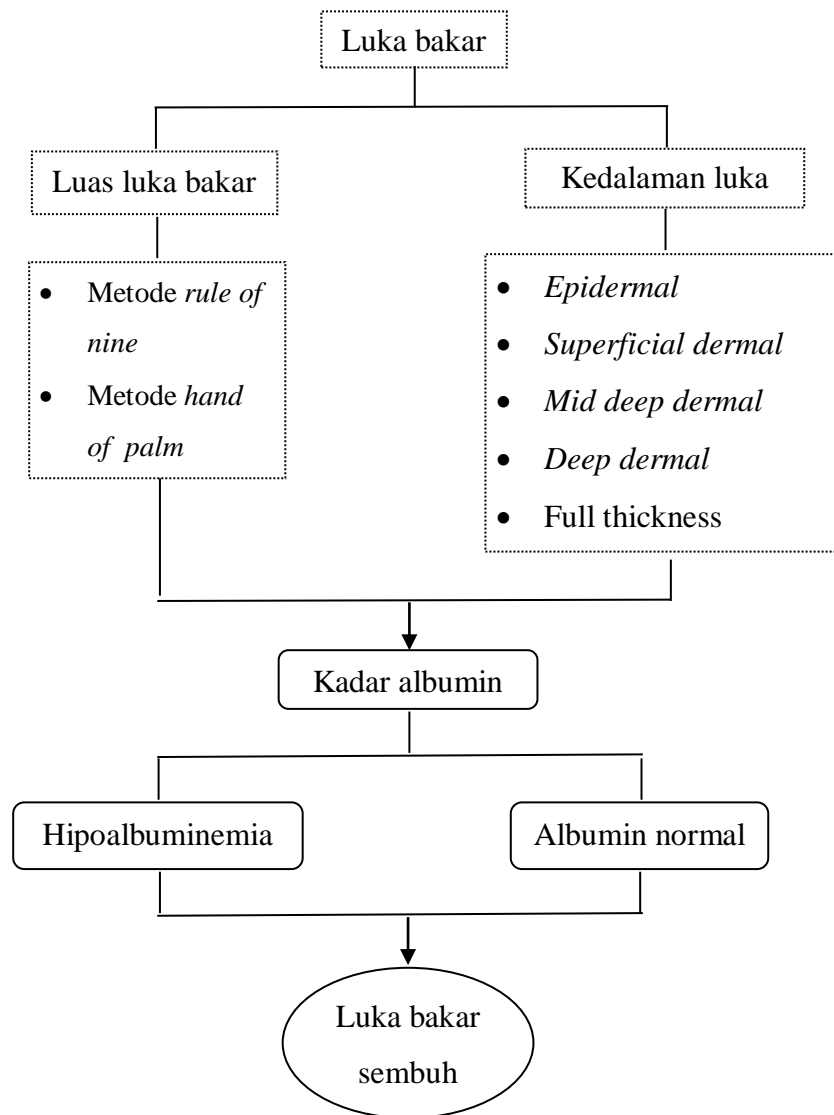 Luka bakar
Luas luka bakar
Kedalaman luka
• Metode rule of
nine
• Metode hand
of palm
• Epidermal
• Superficial dermal
• Mid deep dermal
• Deep dermal
• Full thickness
Kadar albumin
Hipoalbuminemia
Albumin normal
Luka bakar
sembuh